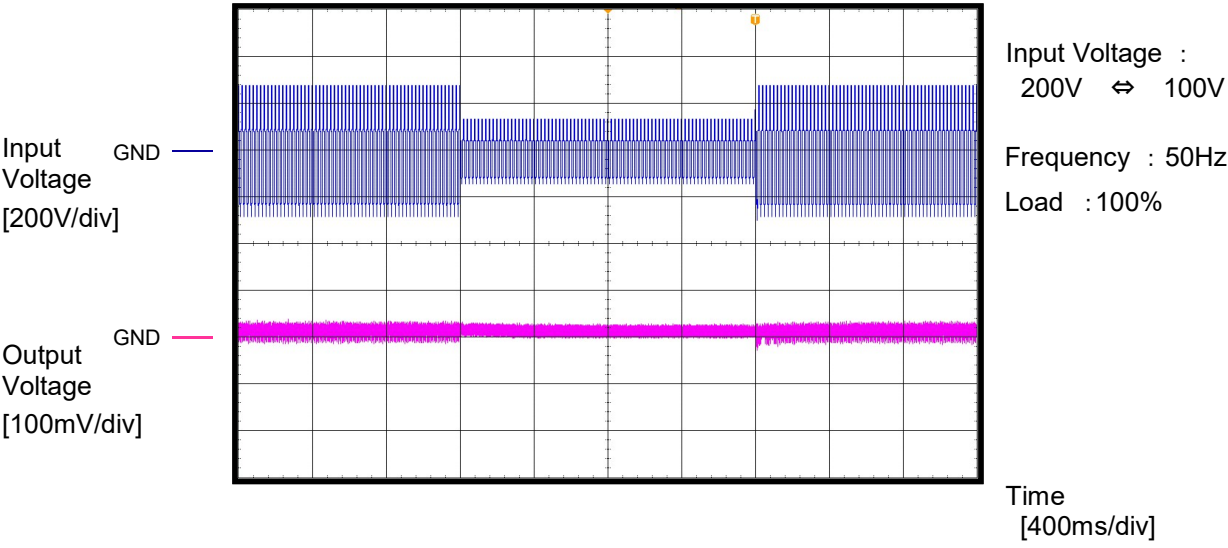 T
Input Voltage :
200V ⇔ 100V
Frequency : 50Hz
Load :100%
Input
Voltage
[200V/div]
GND
Output
Voltage
[100mV/div]
GND
Time
[400ms/div]